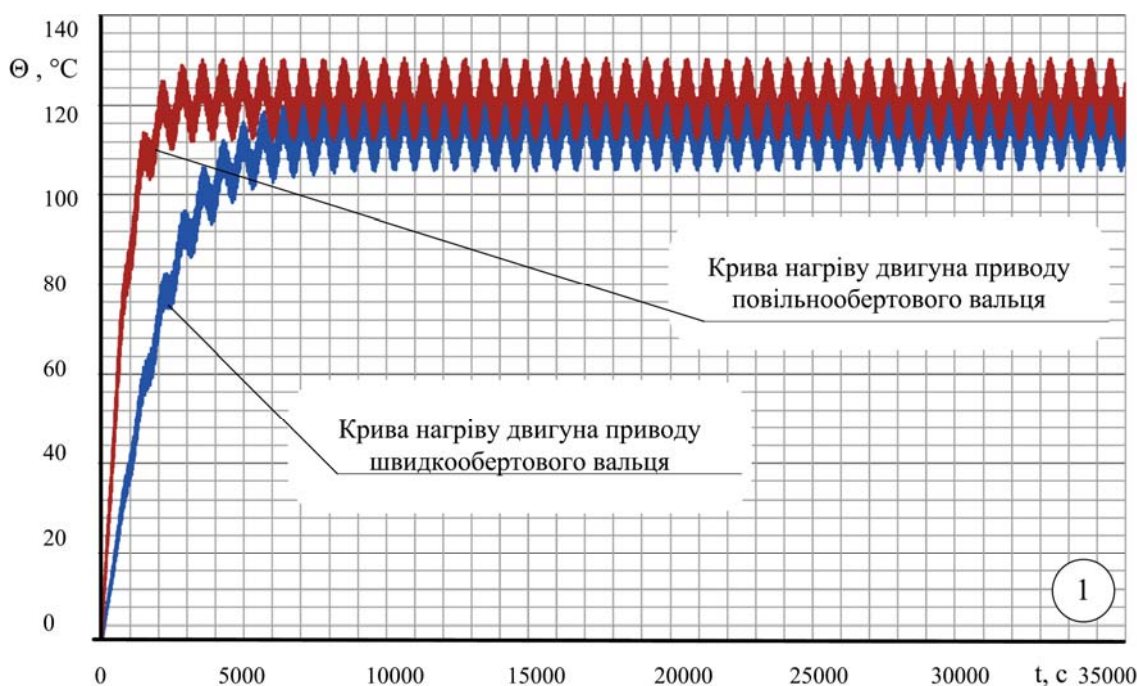 140
Θ , °C
120
100
80
60
40
20
0
Крива нагріву двигуна приводу
повільнообертового вальця
Крива нагріву двигуна приводу
швидкообертового вальця
1
0 5000 10000 15000 20000 25000 30000 t, с 35000